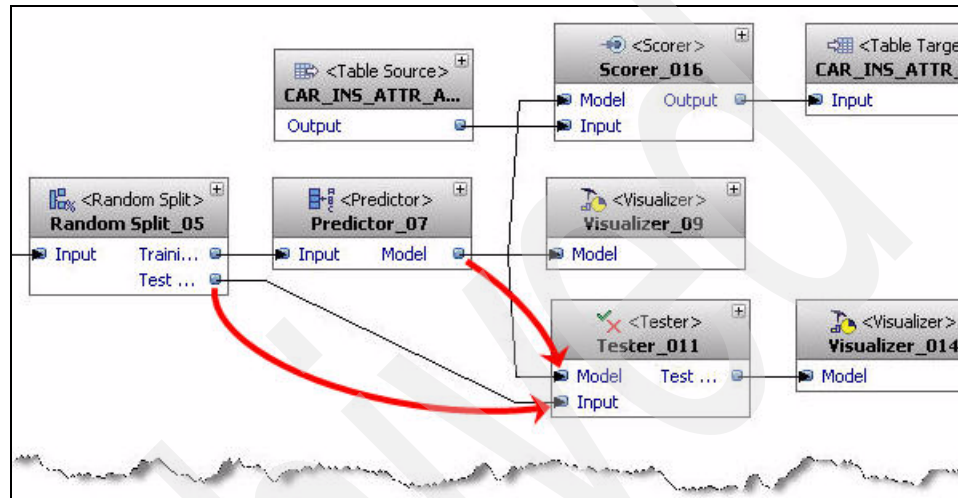 <Table Source>
CAR_INS_ATTR_A...
Output
<Scorer>
Scorer_016
Model Output
Input
<Table Targe
CAR_INS_ATTR_
Input
<Random Split>
Random Split_05
Input Traini...
Test ...
<Predictor>
Predictor_07
Input Model
<Visualizer>
Visualizer_09
Model
<Tester>
Tester_011
Model Test ...
Input
<Visualizer>
Visualizer_014
Model